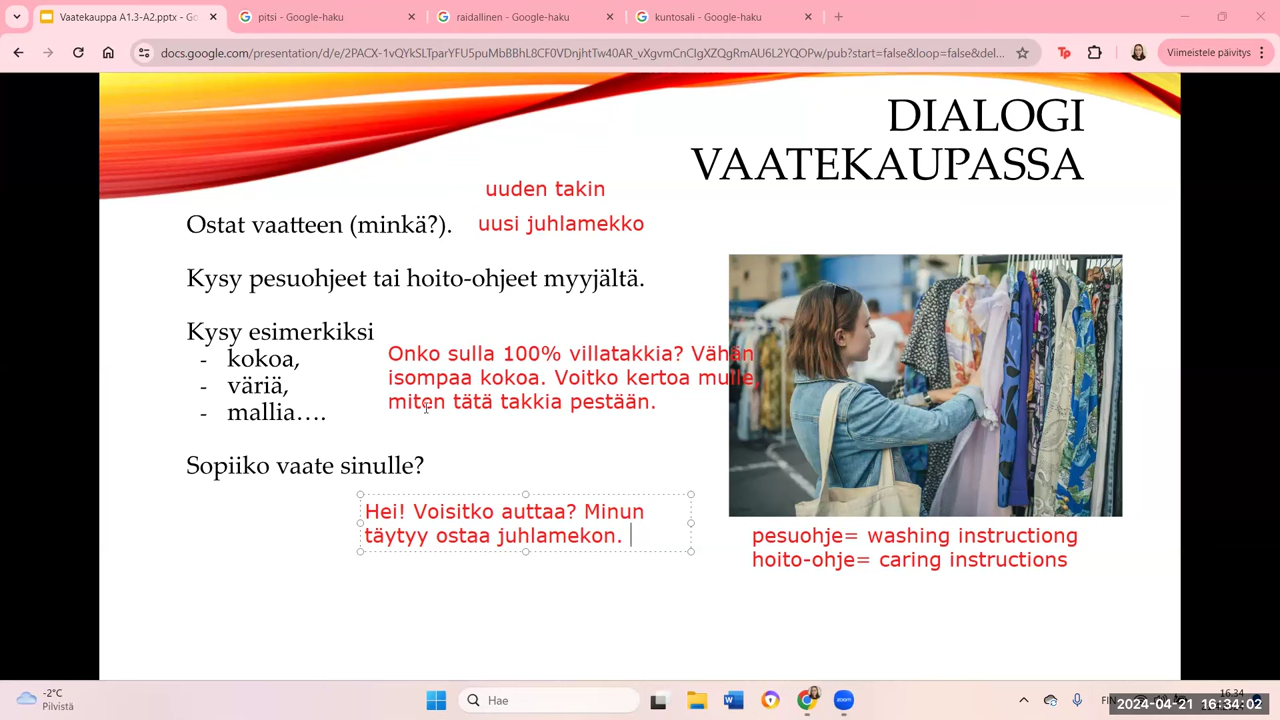 Vaatekauppa A1.3-A2.pptx - Go
pitsi - Google-haku
raidallinen - Google-haku
kuntosali - Google-haku
docs.google.com/presentation/d/e/2PACX-1vQYkSLTparYFU5puMbBBhL8CF0VDnjhtTw40AR_vXgvmCnCIgXZQgRmAU6L2YQOPw/pub?start=false&loop=false&del...
Viimeistele päivitys
DIALOGI
VAATEKAUPASSA
uuden takin
Ostat vaatteen (minkä?).
uusi juhlamekko
Kysy pesuohjeet tai hoito-ohjeet myyjältä.
Kysy esimerkiksi
- kokoa,
- väriä,
- mallia....
Onko sulla 100% villatakkia? Vähän
isompaa kokoa. Voitko kertoa mulle,
miten tätä takkia pestään.
Sopiiko vaate sinulle?
Hei! Voisitko auttaa? Minun
täytyy ostaa juhlamekon.
pesuohje= washing instructiong
hoito-ohje= caring instructions
-2°C
Pilvistä
Hae
zoom
FIN
16.34
2024-04-21 16:34:02